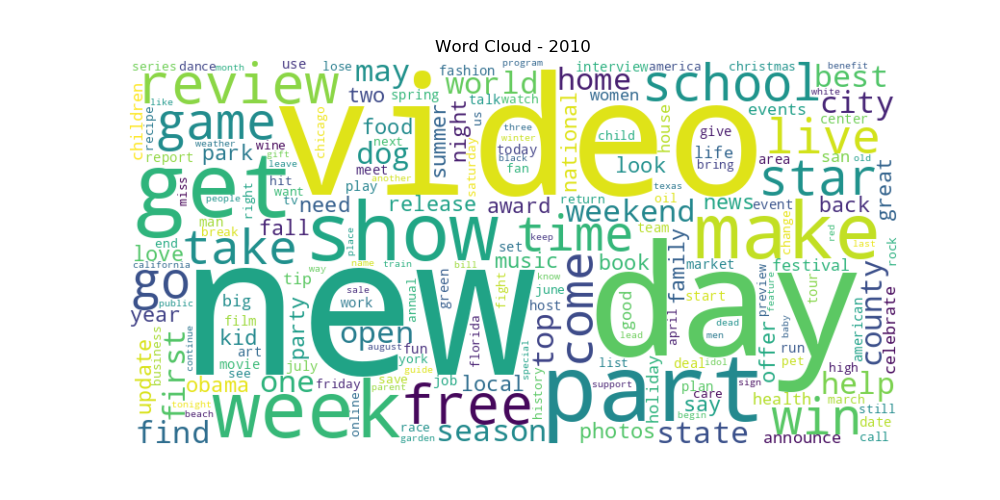 Word Cloud - 2010
series dance month use lose fashion spring program interview america christmas benefit
review may world home school best
children like recipe two talk watch us women white city
game video events center
weather report park wine chicago food next dog meet summer night saturday three today winter black fan national child house look give life bring live area san old
miss gift leave another texas star
get people right hit want tv play need release award return oil weekend team news event back great
man break fall show place time make change red last rock
love end take set keep music book family market festival
california way name train bill know
go new day come
public tip sale work green annual fight june host good april start preview feature tour american county celebrate
year big film kid art movie see party open august fun york guide florida top special lead dead men idol baby offer run pet high
continue business update first july list deal
obama one friday save parent job local history part support holiday plan care sign health march help
tonight beach week online race garden free season begin say win still date
find photos state announce call